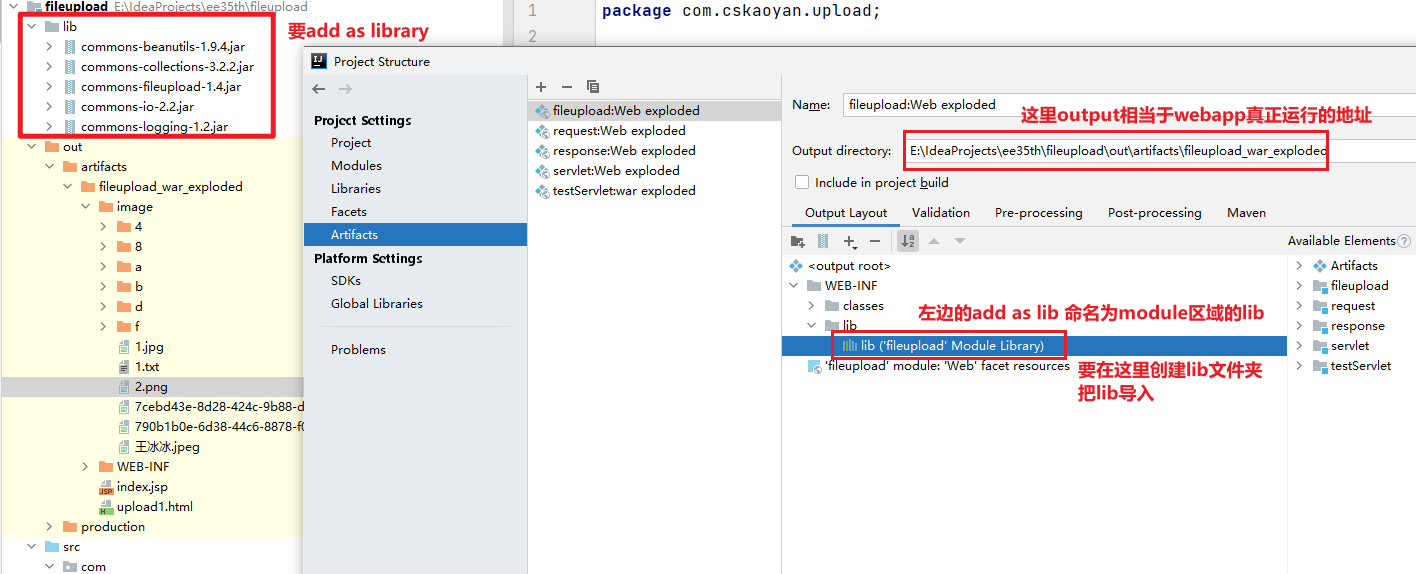 fileupload E:\IdeaProjects\ee35th\fileupload
lib
commons-beanutils-1.9.4.jar
commons-collections-3.2.2.jar
commons-fileupload-1.4.jar
commons-io-2.2.jar
commons-logging-1.2.jar
out
artifacts
fileupload_war_exploded
image
4
8
a
b
d
f
1.jpg
1.txt
2.png
7cebd43e-8d28-424c-9b88-d
790b1b0e-6d38-44c6-8878-f0
王冰冰.jpeg
WEB-INF
index.jsp
upload1.html
production
src
com
要add as library
1
package com.cskaoyan.upload;
2
Project Structure
Project Settings
Project
Modules
Libraries
Facets
Artifacts
Platform Settings
SDKs
Global Libraries
Problems
fileupload:Web exploded
request:Web exploded
response:Web exploded
servlet:Web exploded
testServlet:war exploded
Name:
fileupload:Web exploded
这里output相当于webapp真正运行的地址
Output directory:
E:\IdeaProjects\ee35th\fileupload\out\artifacts\fileupload_war_exploded
Include in project build
Output Layout
Validation
Pre-processing
Post-processing
Maven
Available Elements
<output root>
WEB-INF
classes
lib
lib ('fileupload' Module Library)
'fileupload' module: 'Web' facet resources
左边的add as lib 命名为module区域的lib
要在这里创建lib文件夹
把lib导入
Artifacts
fileupload
request
response
servlet
testServlet